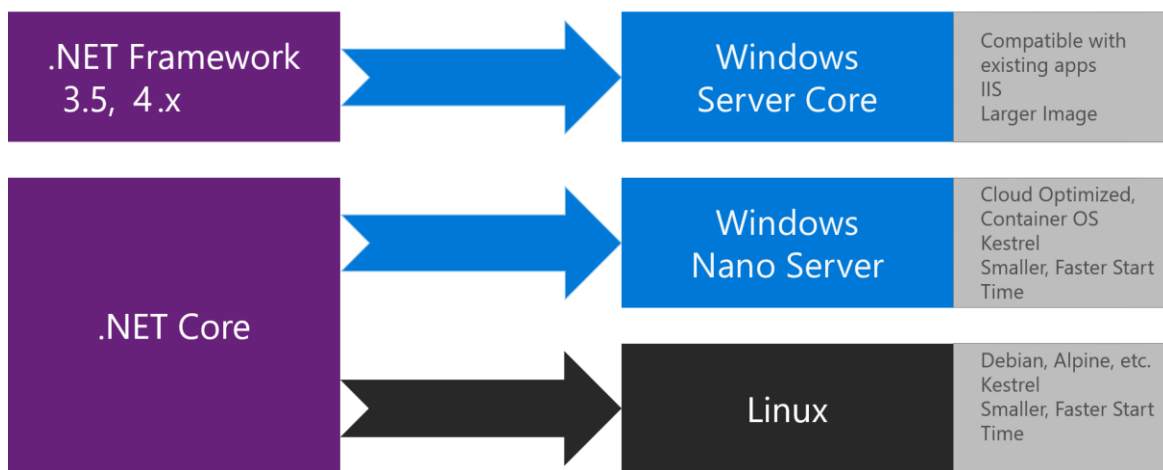 .NET Framework
3.5, 4.x
Windows
Server Core
Compatible with
existing apps
IIS
Larger Image
.NET Core
Windows
Nano Server
Cloud Optimized,
Container OS
Kestrel
Smaller, Faster Start
Time
Linux
Debian, Alpine, etc.
Kestrel
Smaller, Faster Start
Time